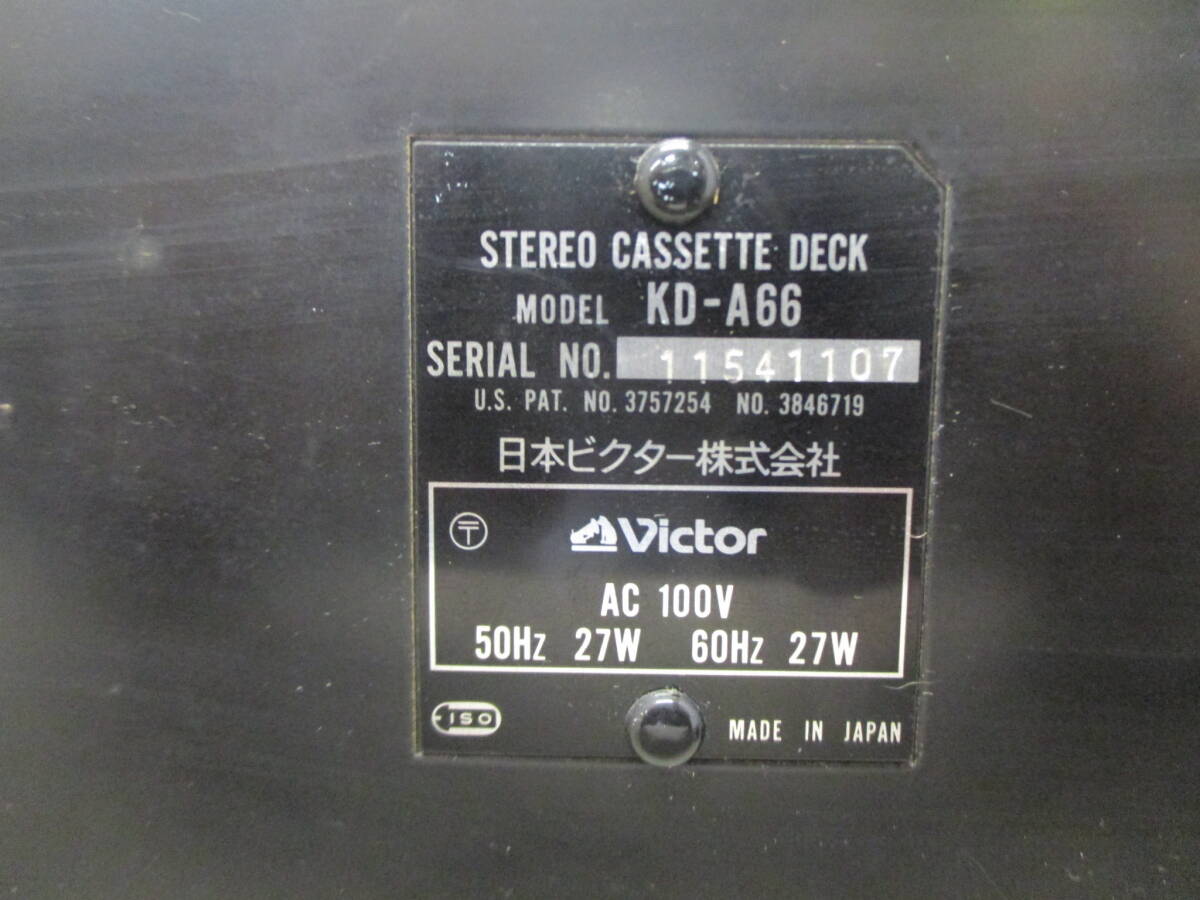 STEREO CASSETTE DECK
MODEL KD-A66
SERIAL NO. 11541107
U.S. PAT. NO. 3757254 NO. 3846719
日本ビクター株式会社
〒 Victor
AC 100V
50Hz 27W 60Hz 27W
ISO MADE IN JAPAN